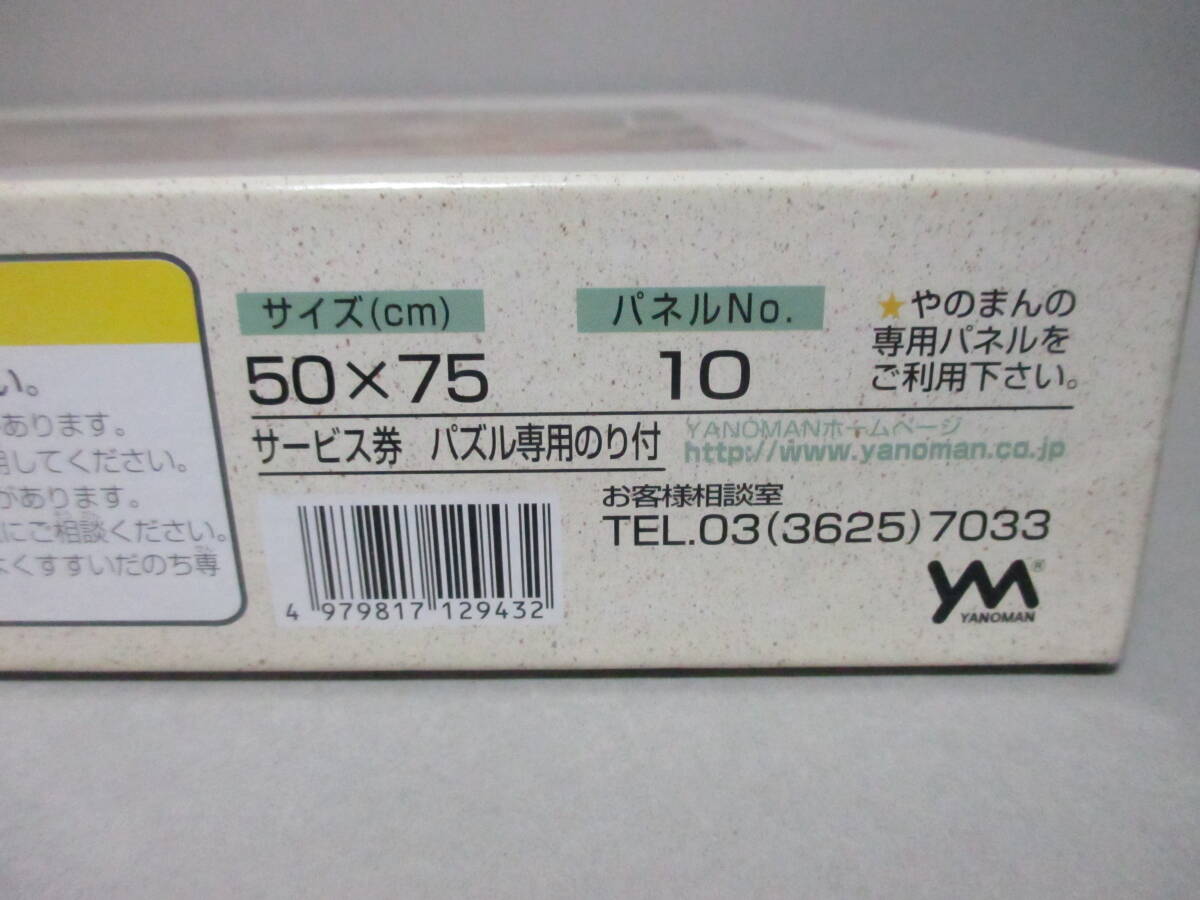 い。
あります。
用してください。
があります。
にご相談ください。
よくすすいだのち専
サイズ(cm)
50×75
パネルNo.
10
★やのまんの
専用パネルを
ご利用下さい。
サービス券 パズル専用のり付
YANOMANホームページ
http://www.yanoman.co.jp
お客様相談室
TEL.03(3625)7033
4 979817 129432
YM®
YANOMAN